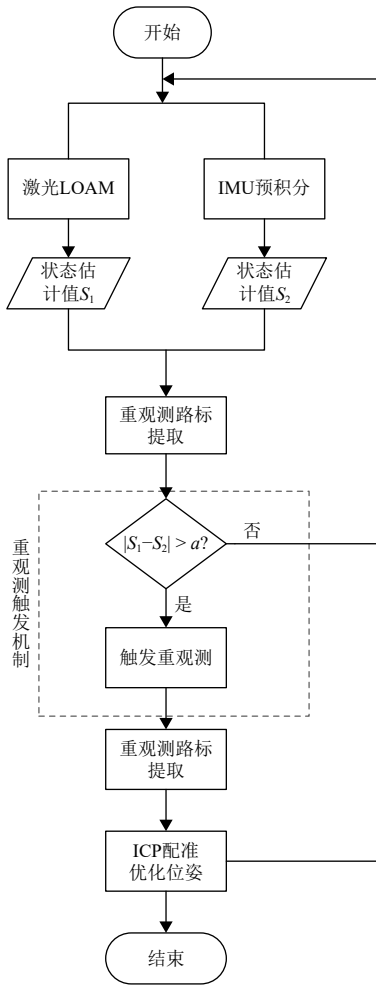 开始
激光LOAM
IMU预积分
状态估
计值S₁
状态估
计值S₂
重观测路标
提取
重观测触发机制
|S₁−S₂| > a?
否
是
触发重观测
重观测路标
提取
ICP配准
优化位姿
结束